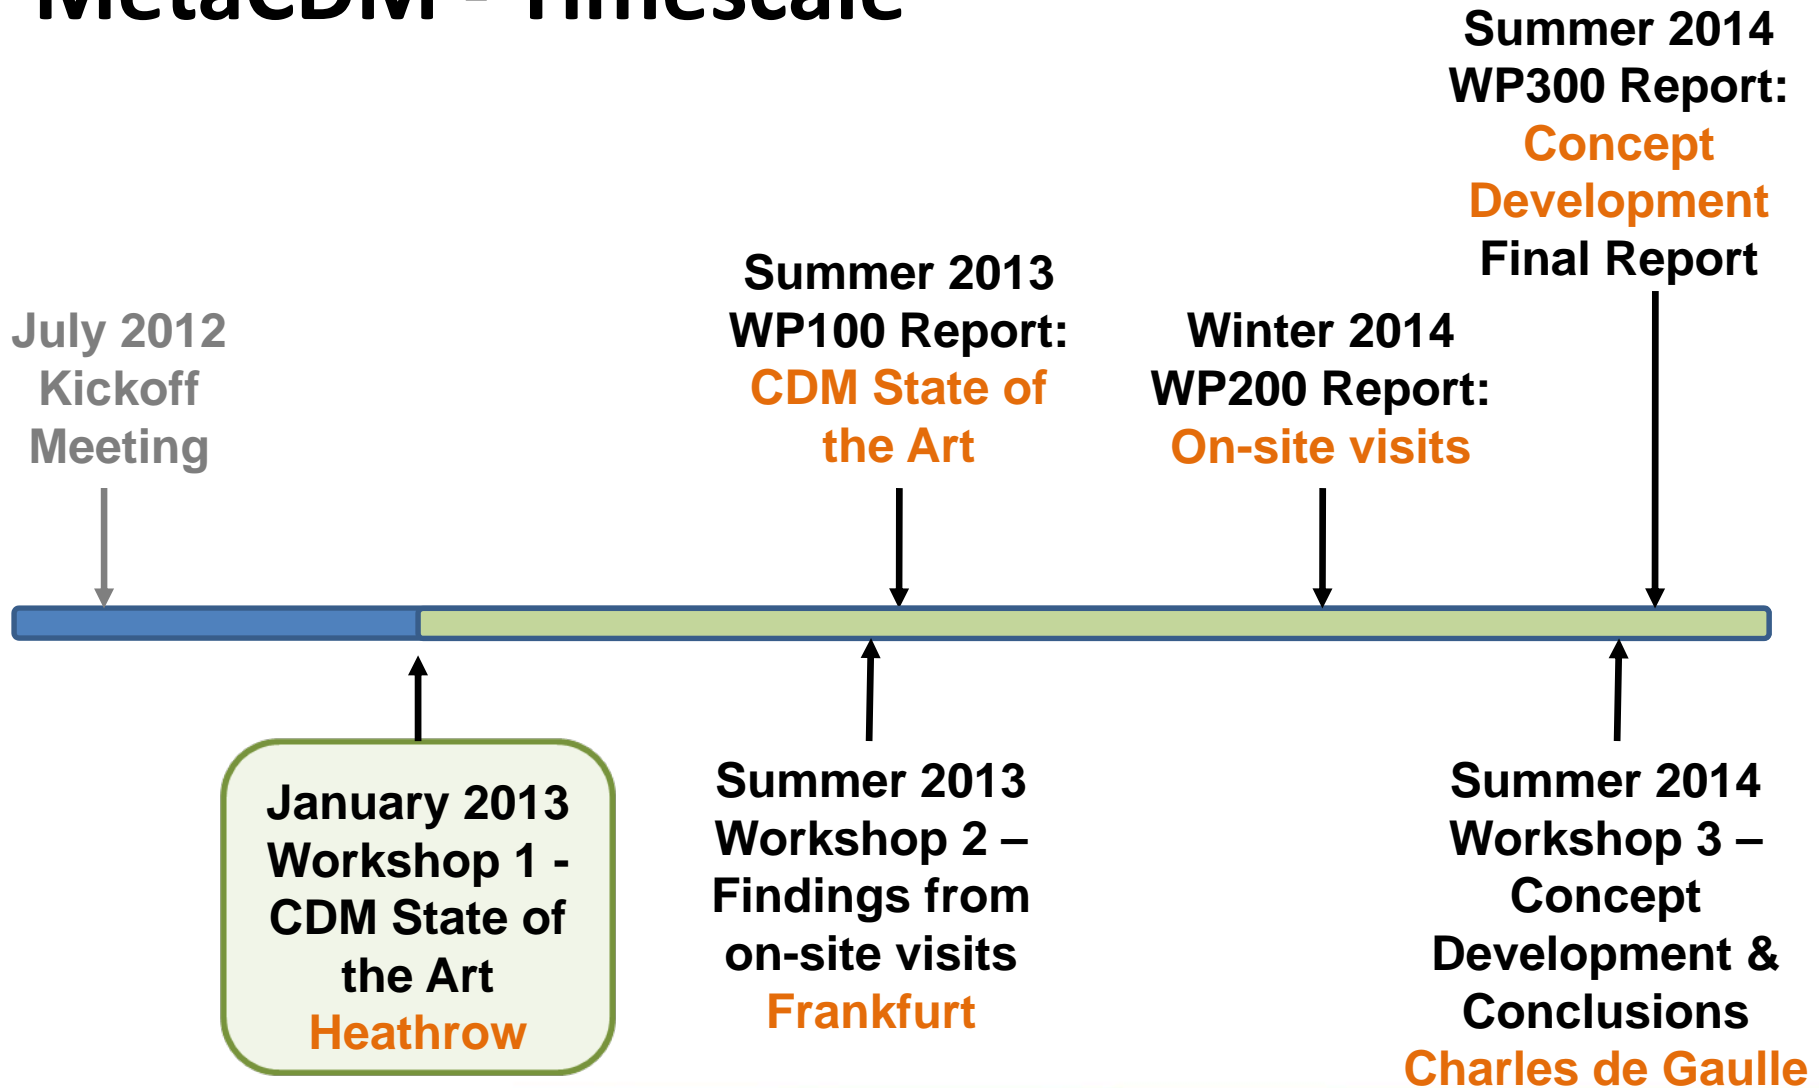 MetaCDM - Timescale
Summer 2014
WP300 Report:
Concept
Development
Final Report
Summer 2013
WP100 Report:
CDM State of
the Art
Winter 2014
WP200 Report:
On-site visits
July 2012
Kickoff
Meeting
January 2013
Workshop 1 -
CDM State of
the Art
Heathrow
Summer 2013
Workshop 2 –
Findings from
on-site visits
Frankfurt
Summer 2014
Workshop 3 –
Concept
Development &
Conclusions
Charles de Gaulle